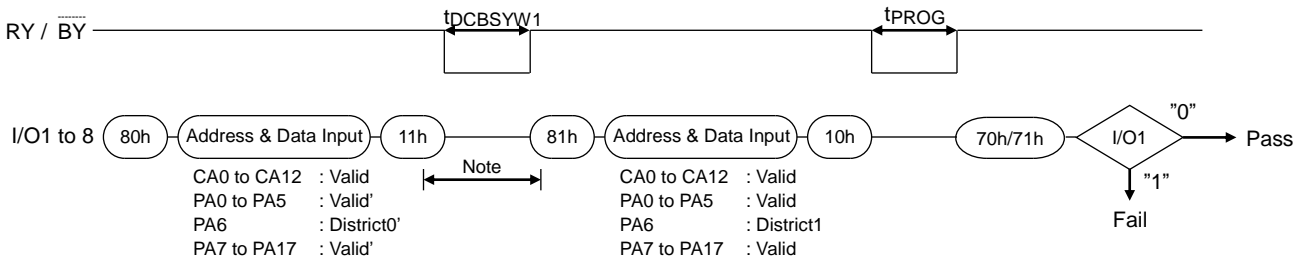 tDCBSYW1
tPROG
RY / BY
I/O1 to 8 80h Address & Data Input 11h 81h Address & Data Input 10h 70h/71h I/O1 ”0” Pass
Note
”1”
Fail
CA0 to CA12 : Valid
PA0 to PA5 : Valid’
PA6 : District0’
PA7 to PA17 : Valid’
CA0 to CA12 : Valid
PA0 to PA5 : Valid
PA6 : District1
PA7 to PA17 : Valid